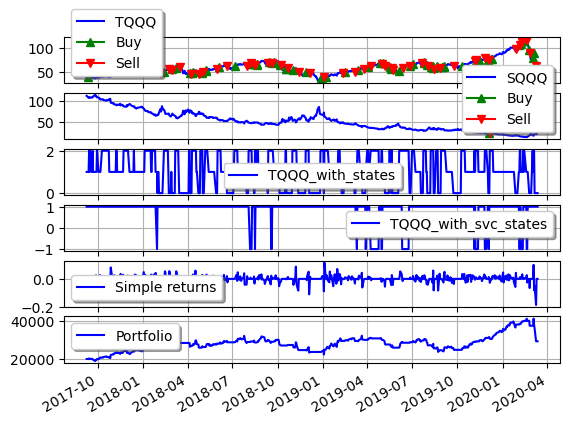 TQQQ
Buy
Sell
100
50
SQQQ
Buy
Sell
100
50
2
0
TQQQ_with_states
1
0
−1
TQQQ_with_svc_states
0.0
−0.2
Simple returns
40000
20000
Portfolio
2017-10
2018-01
2018-04
2018-07
2018-10
2019-01
2019-04
2019-07
2019-10
2020-01
2020-04